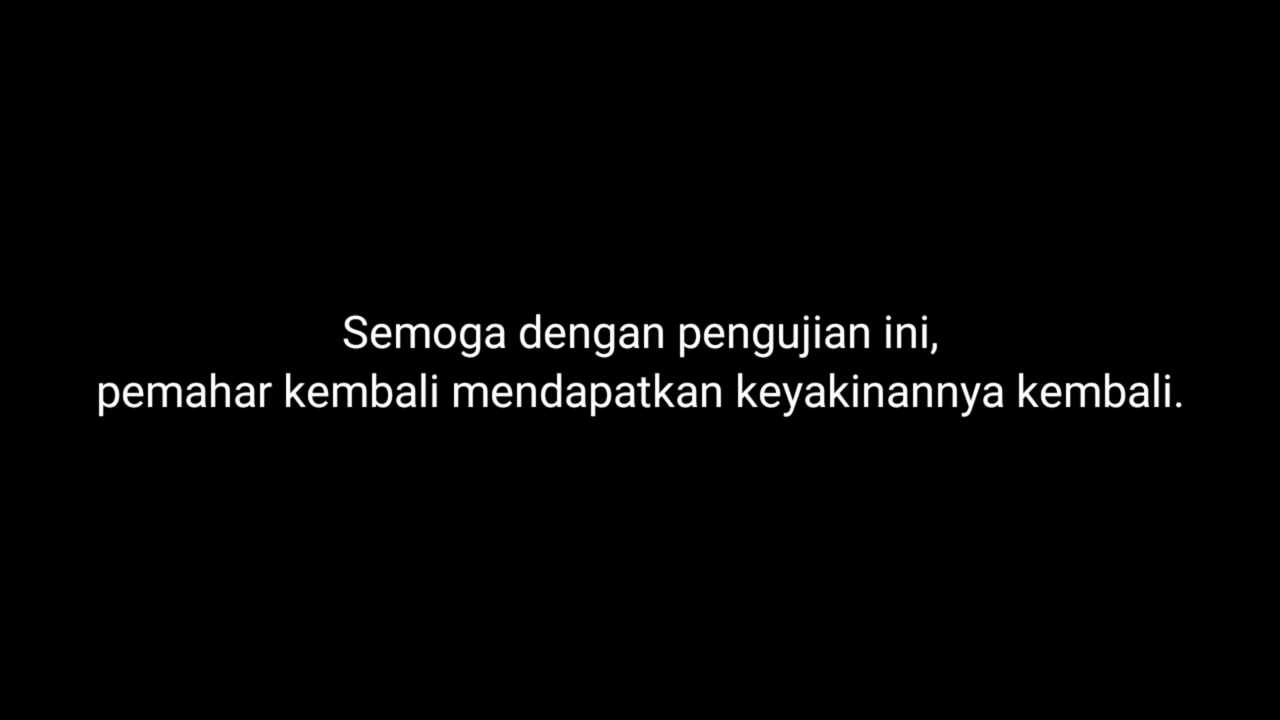 Semoga dengan pengujian ini,
pemahar kembali mendapatkan keyakinannya kembali.